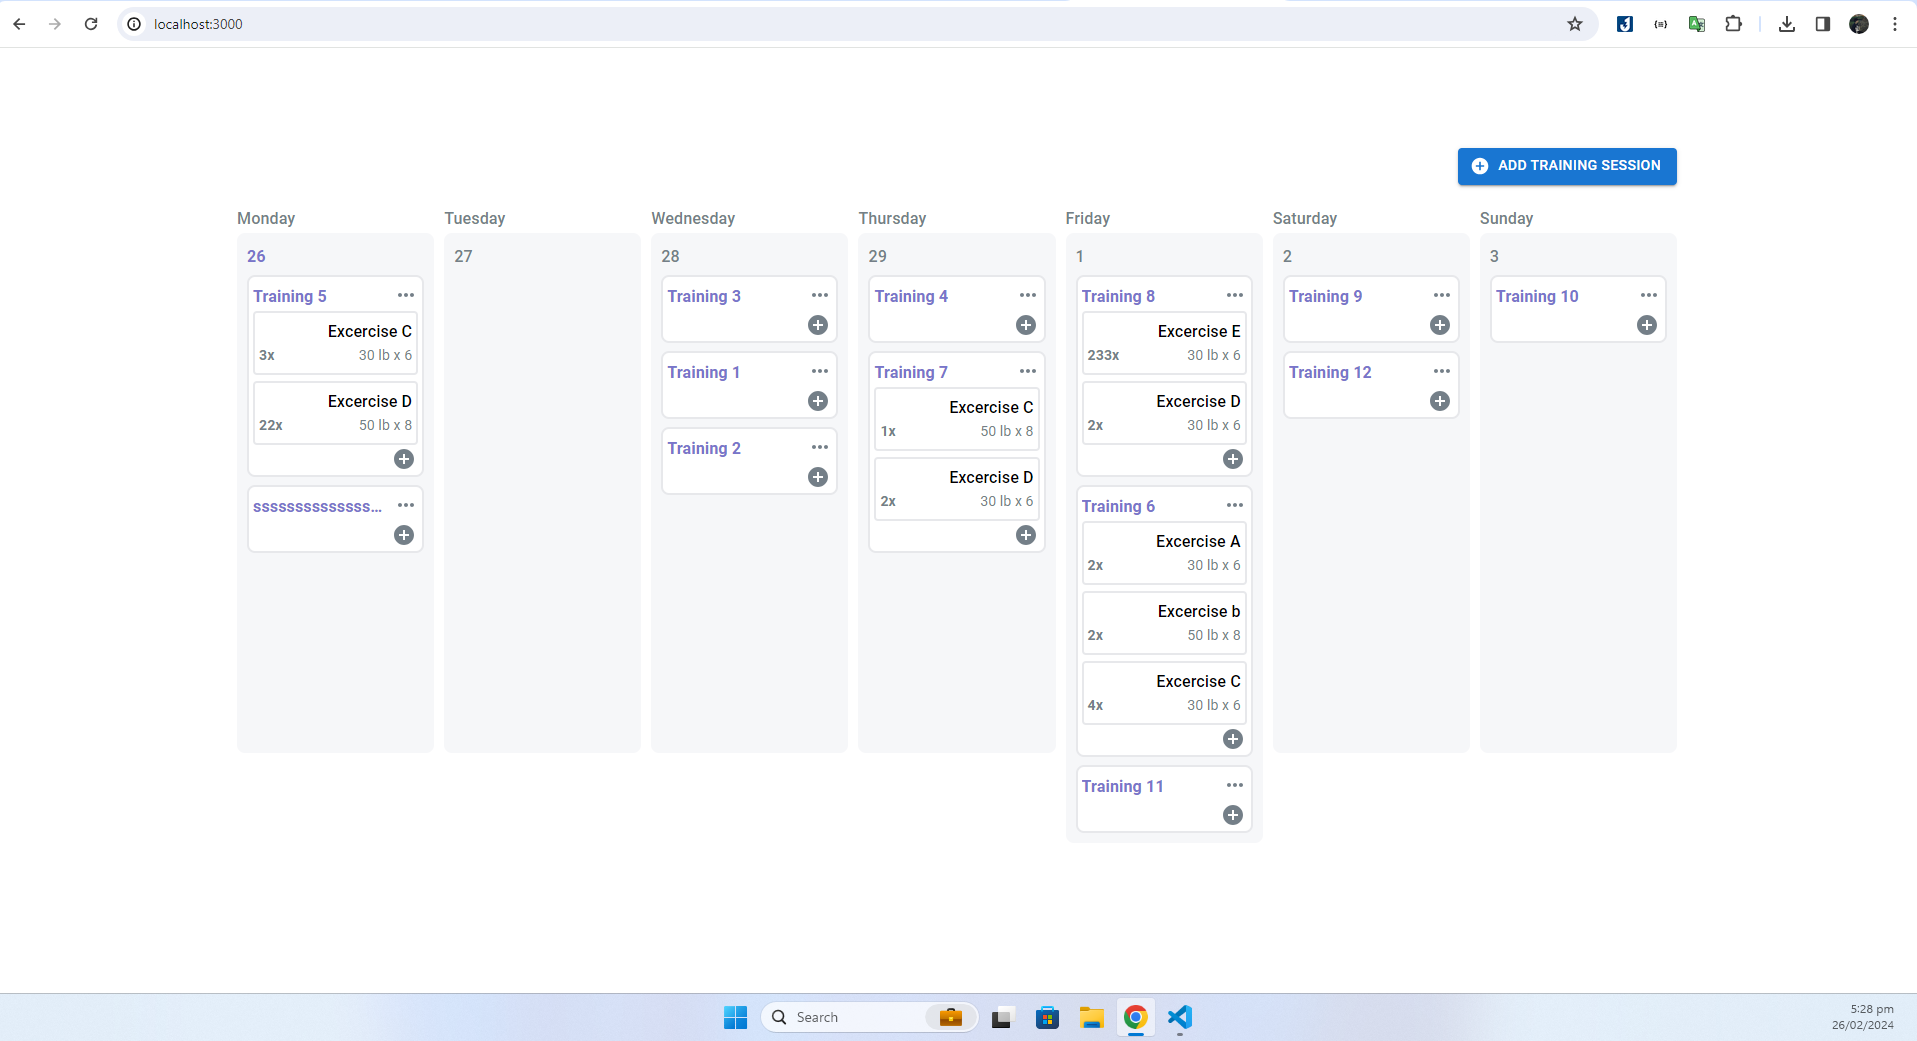 localhost:3000
ADD TRAINING SESSION
Monday
26
Training 5
Excercise C
3x 30 lb x 6
Excercise D
22x 50 lb x 8
ssssssssssssss...
Tuesday
27
Wednesday
28
Training 3
Training 1
Training 2
Thursday
29
Training 4
Training 7
Excercise C
1x 50 lb x 8
Excercise D
2x 30 lb x 6
Friday
1
Training 8
Excercise E
233x 30 lb x 6
Excercise D
2x 30 lb x 6
Training 6
Excercise A
2x 30 lb x 6
Excercise b
2x 50 lb x 8
Excercise C
4x 30 lb x 6
Training 11
Saturday
2
Training 9
Training 12
Sunday
3
Training 10
Search
5:28 pm
26/02/2024